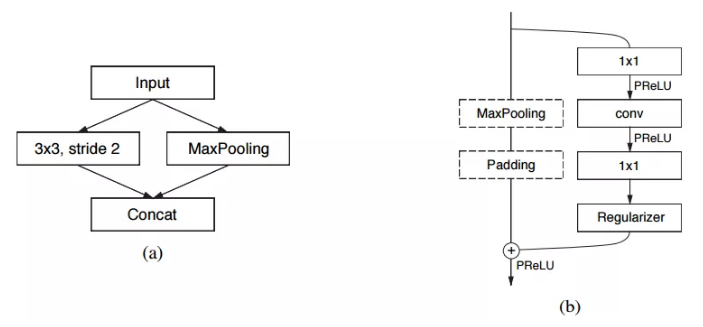 Input
3x3, stride 2
MaxPooling
Concat
(a)
1x1
PReLU
MaxPooling
conv
PReLU
Padding
1x1
Regularizer
+
PReLU
(b)